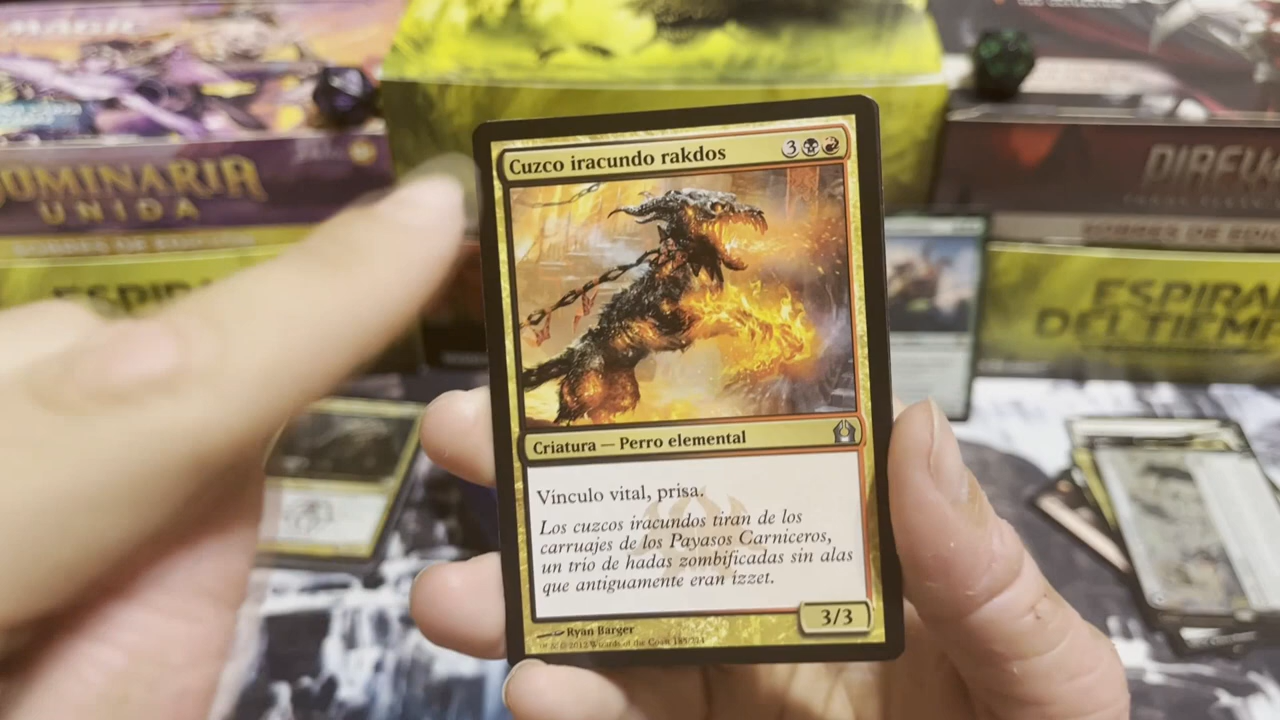 DOMINARIA
UNIDA
Cuzco iracundo rakdos
3
Criatura — Perro elemental
Vínculo vital, prisa.
Los cuzcos iracundos tiran de los
carruajes de los Payasos Carniceros,
un trío de hadas zombificadas sin alas
que antiguamente eran ízzet.
3/3
Ryan Barger
© 2012 Wizards of the Coast
ESPIRAL
DEL TIEMP